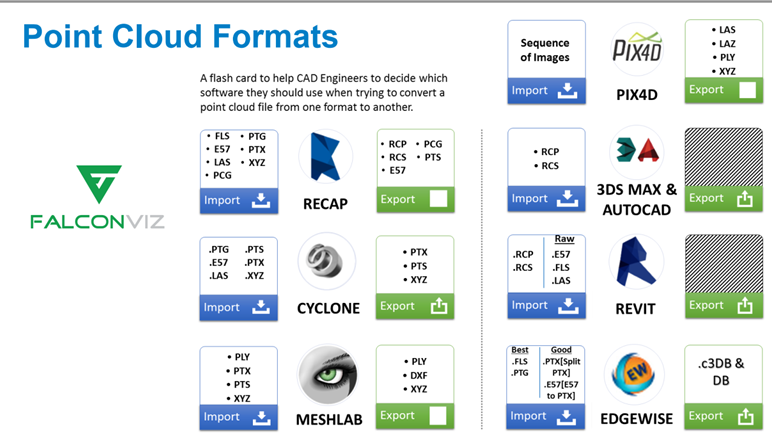 Point Cloud Formats
A flash card to help CAD Engineers to decide which
software they should use when trying to convert a
point cloud file from one format to another.
FALCONVIZ
• FLS • PTG
• E57 • PTX
• LAS • XYZ
• PCG
Import
RECAP
• RCP • PCG
• RCS • PTS
• E57
Export
.PTG .PTS
.E57 .PTX
.LAS .XYZ
Import
CYCLONE
• PTX
• PTS
• XYZ
Export
• PLY
• PTX
• PTS
• XYZ
Import
MESHLAB
• PLY
• DXF
• XYZ
Export
Sequence
of Images
Import
PIX4D
PIX4D
• LAS
• LAZ
• PLY
• XYZ
Export
• RCP
• RCS
Import
3DS MAX &
AUTOCAD
Export
Raw
.RCP .E57
.RCS .FLS
.LAS
Import
REVIT
Export
Best Good
.FLS .PTX[Split
.PTG PTX]
.E57[E57
to PTX]
Import
EW
EDGEWISE
.c3DB &
DB
Export